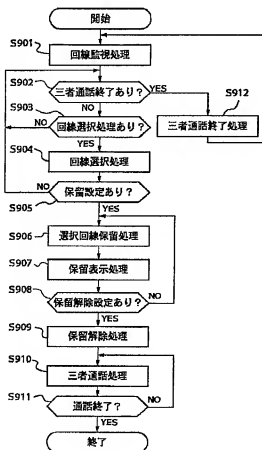 開始
S901
回線監視処理
S902
三者通話終了あり？
YES
S912
NO
三者通話終了処理
S903
回線選択処理あり？
NO
YES
S904
回線選択処理
NO
保留設定あり？
S905
YES
S906
選択回線保留処理
S907
保留表示処理
S908
保留解除設定あり？
NO
YES
S909
保留解除処理
S910
三者通話処理
S911
通話終了？
NO
YES
終了